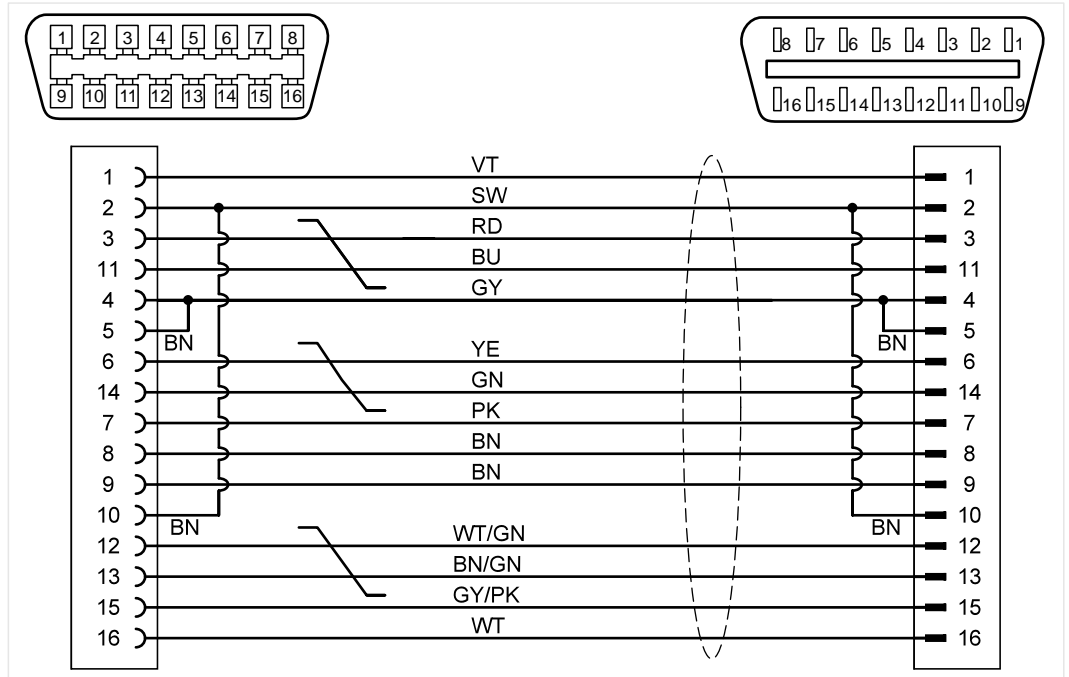 1 2 3 4 5 6 7 8
9 10 11 12 13 14 15 16
8 7 6 5 4 3 2 1
16 15 14 13 12 11 10 9
1 VT 1
2 SW 2
3 RD 3
11 BU 11
4 GY 4
5 BN BN 5
6 YE 6
14 GN 14
7 PK 7
8 BN 8
9 BN 9
10 BN BN 10
12 WT/GN 12
13 BN/GN 13
15 GY/PK 15
16 WT 16